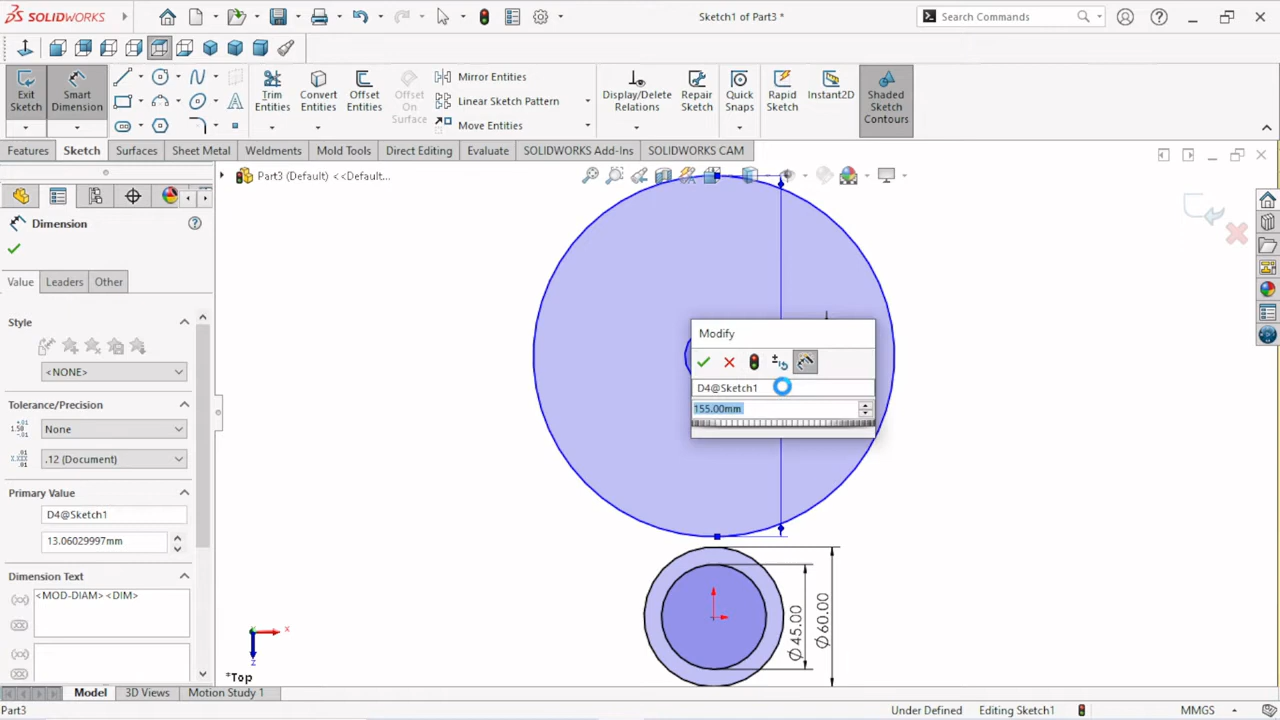 SOLIDWORKS
Sketch1 of Part3 *
Search Commands
Exit Sketch
Smart Dimension
Trim Entities
Convert Entities
Offset Entities
Offset On Surface
Mirror Entities
Linear Sketch Pattern
Move Entities
Display/Delete Relations
Repair Sketch
Quick Snaps
Rapid Sketch
Instant2D
Shaded Sketch Contours
Features Sketch Surfaces Sheet Metal Weldments Mold Tools Direct Editing Evaluate SOLIDWORKS Add-Ins SOLIDWORKS CAM
Part3 (Default) <<Default...
Dimension
Value Leaders Other
Style
<NONE>
Tolerance/Precision
None
.12 (Document)
Primary Value
D4@Sketch1
13.06029997mm
Dimension Text
<MOD-DIAM> <DIM>
Modify
D4@Sketch1
155.00mm
Ø45.00
Ø60.00
x
z
*Top
Model 3D Views Motion Study 1
Part3
Under Defined Editing Sketch1 MMGS